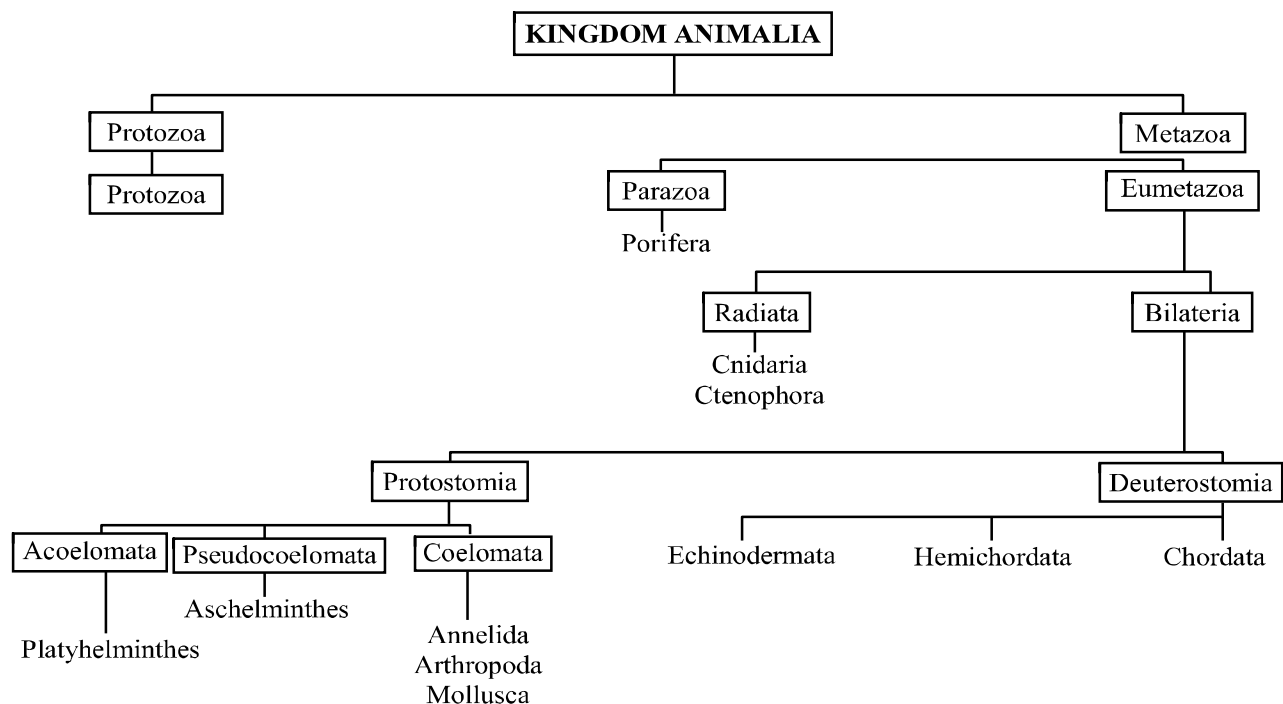 KINGDOM ANIMALIA
Protozoa
Metazoa
Protozoa
Parazoa
Eumetazoa
Porifera
Radiata
Bilateria
Cnidaria
Ctenophora
Protostomia
Deuterostomia
Acoelomata
Pseudocoelomata
Coelomata
Echinodermata
Hemichordata
Chordata
Aschelminthes
Platyhelminthes
Annelida
Arthropoda
Mollusca